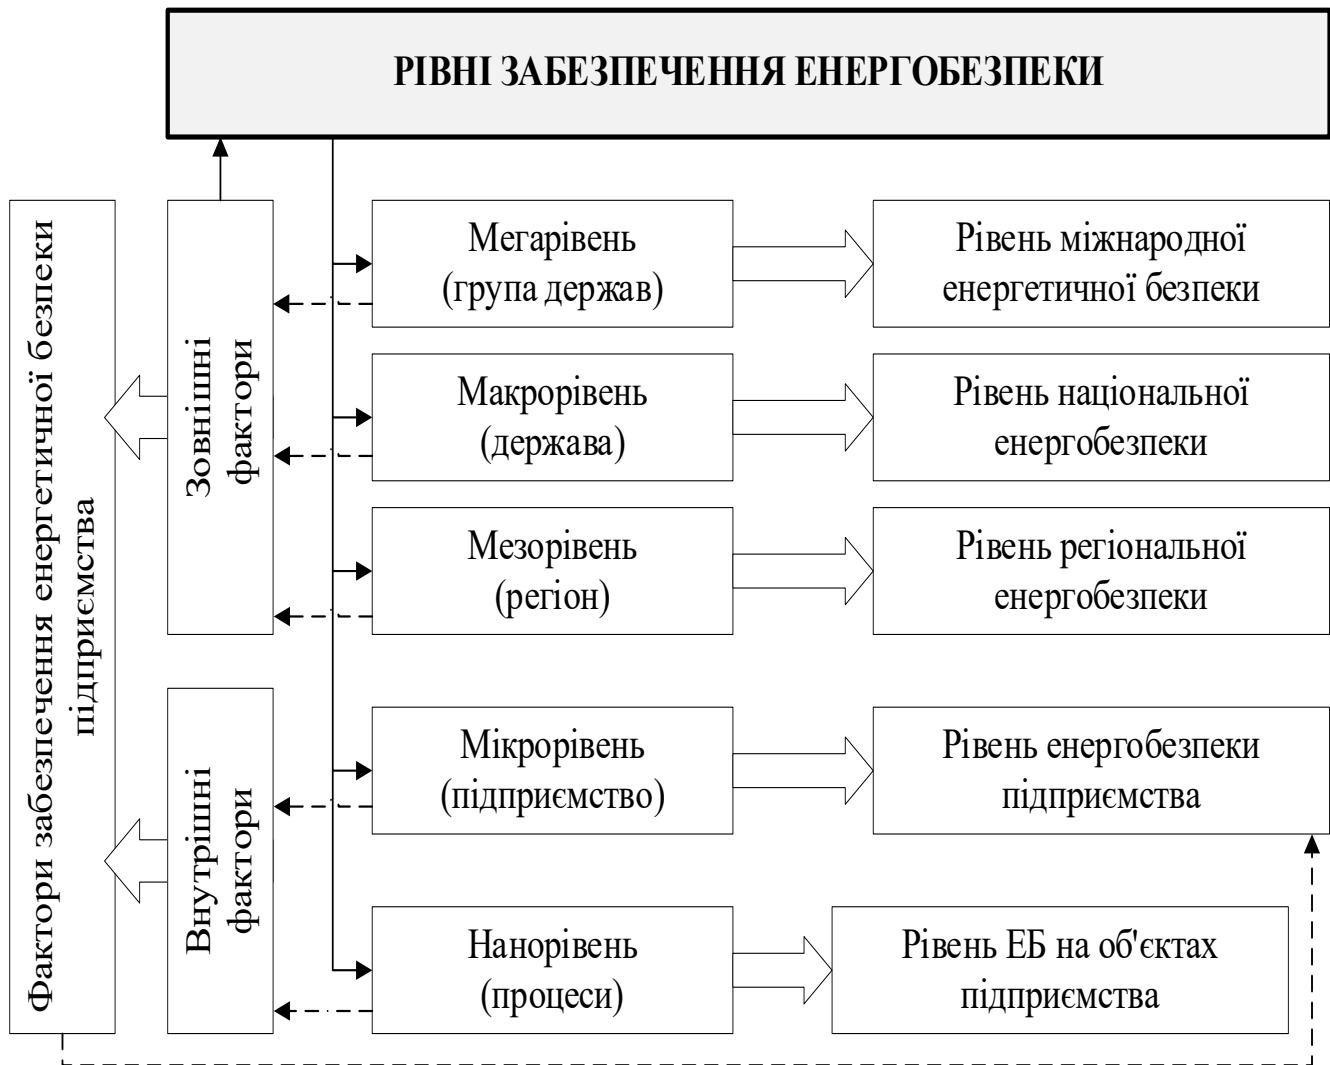 РІВНІ ЗАБЕЗПЕЧЕННЯ ЕНЕРГОБЕЗПЕКИ
Фактори забезпечення енергетичної безпеки
підприємства
Зовнішні
фактори
Мегарівень
(група держав)
Рівень міжнародної
енергетичної безпеки
Макрорівень
(держава)
Рівень національної
енергобезпеки
Мезорівень
(регіон)
Рівень регіональної
енергобезпеки
Внутрішні
фактори
Мікрорівень
(підприємство)
Рівень енергобезпеки
підприємства
Нанорівень
(процеси)
Рівень ЕБ на об'єктах
підприємства